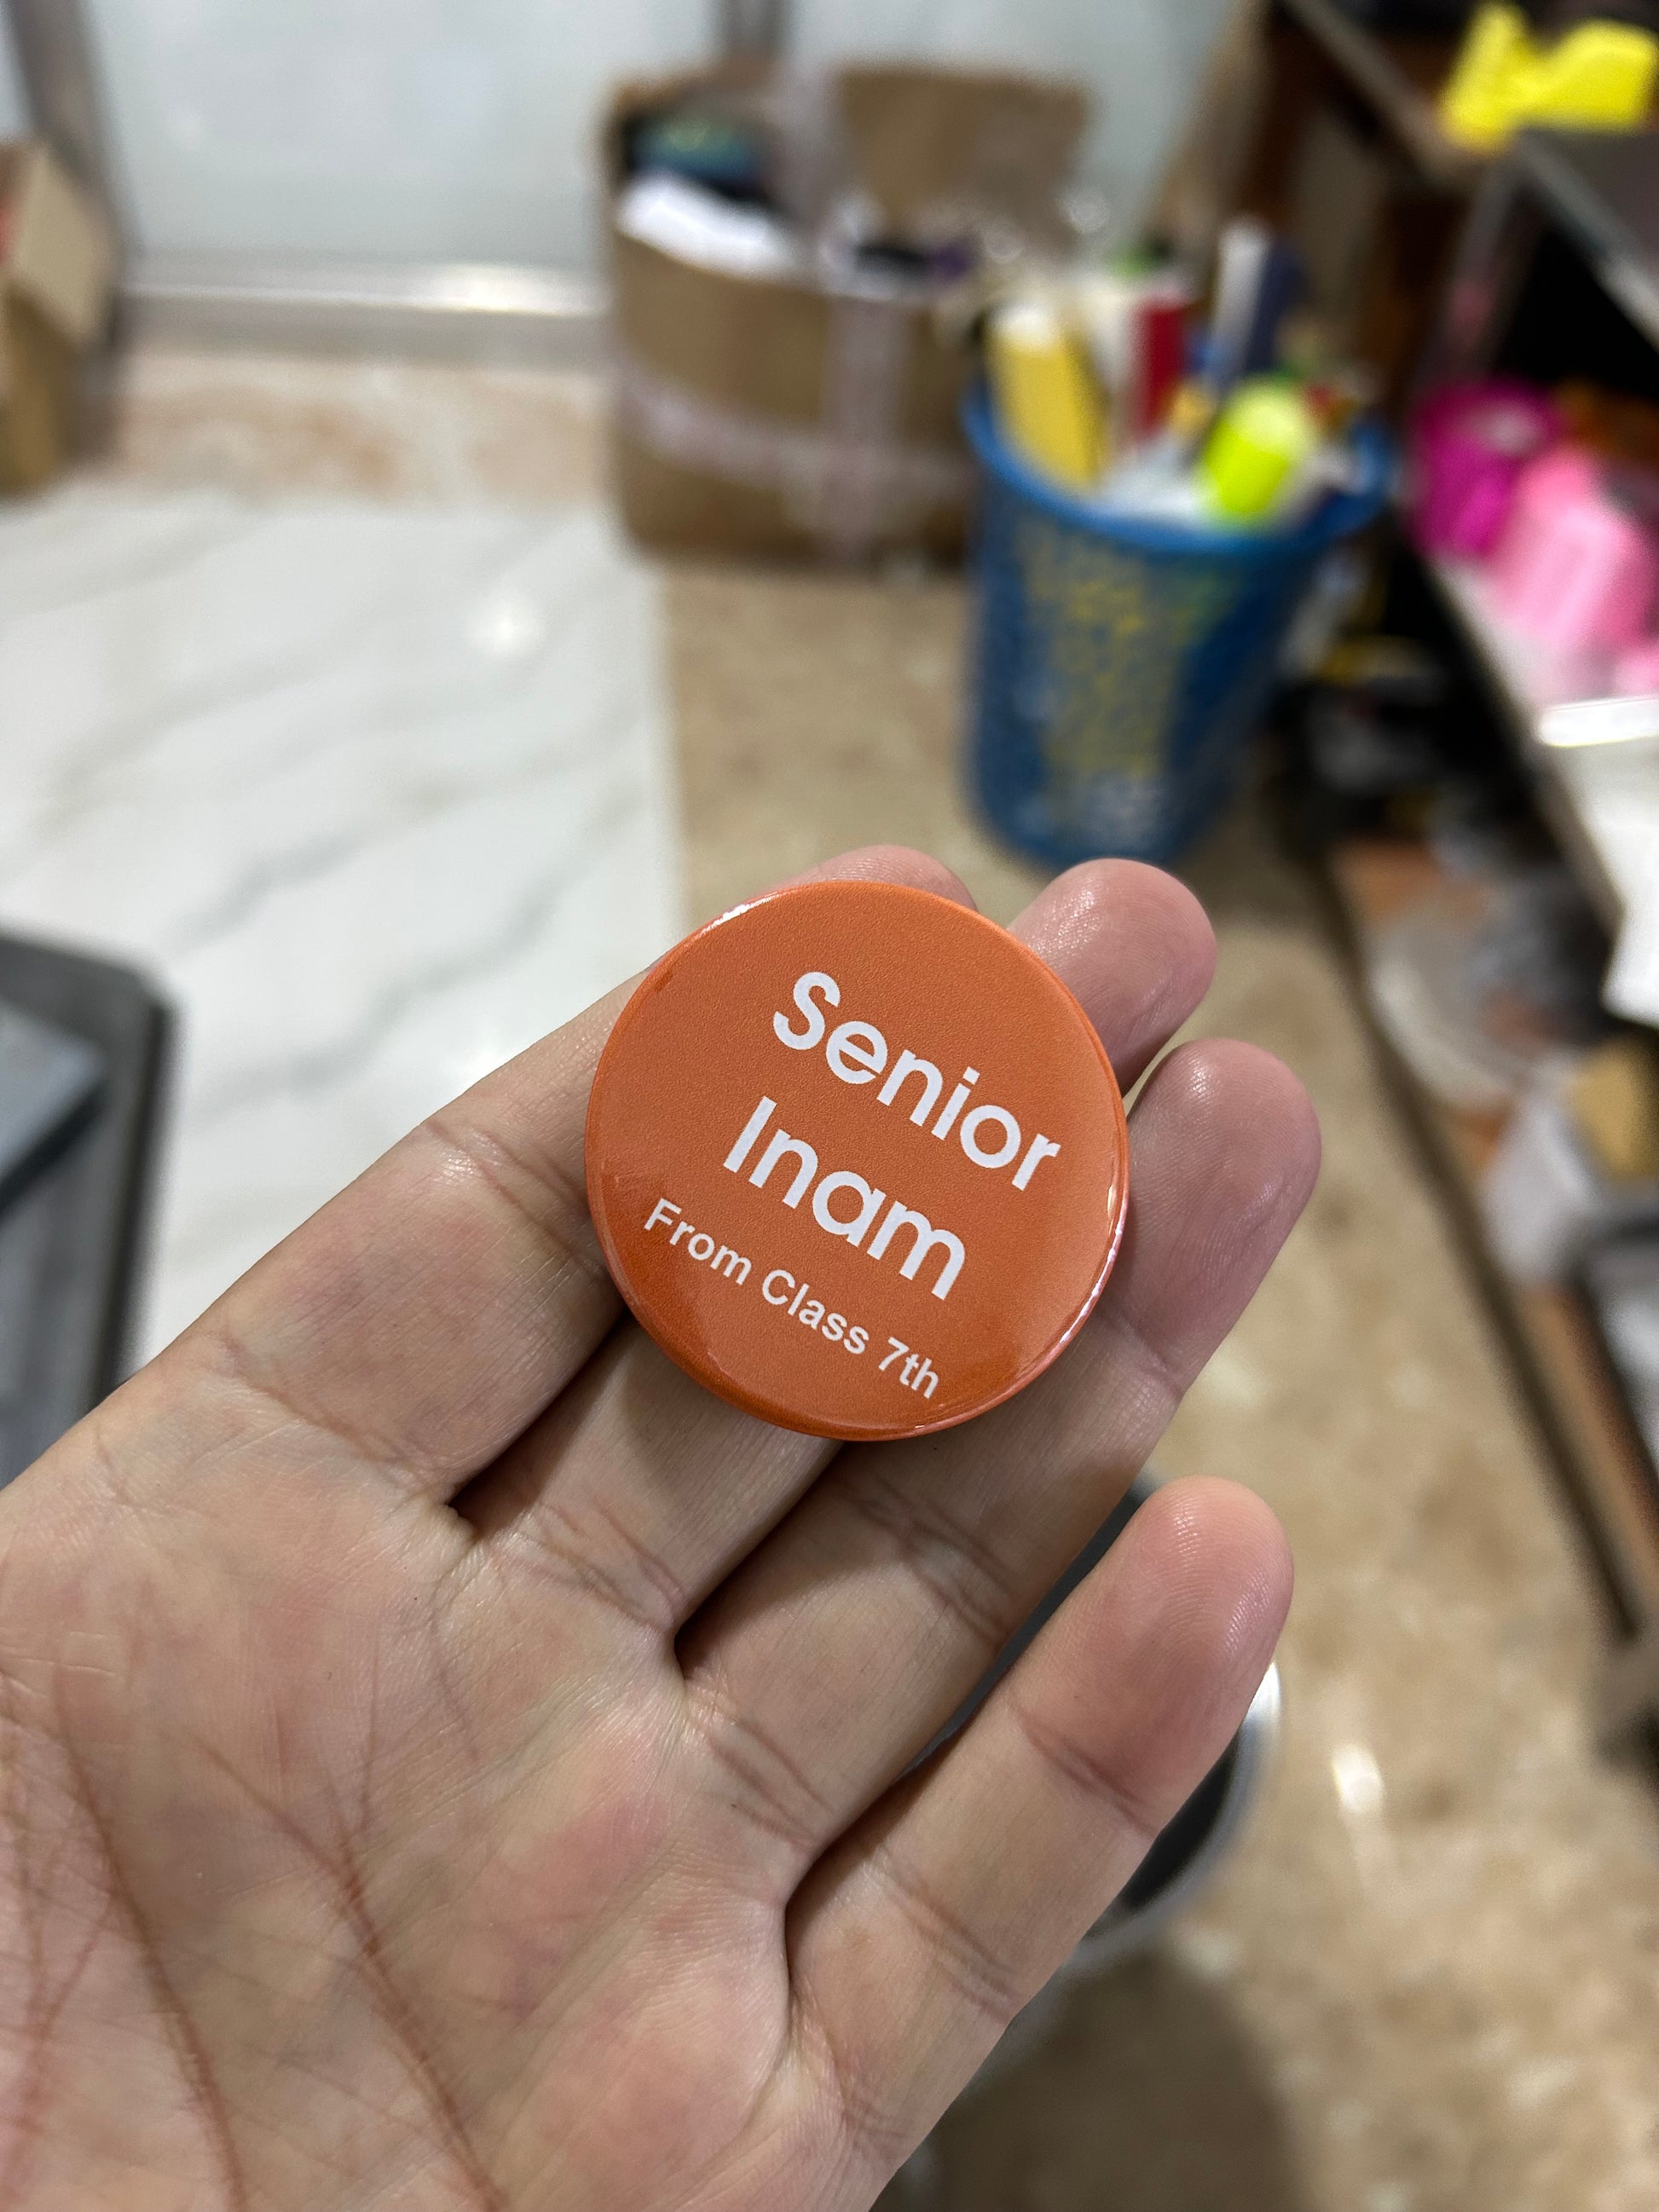 Senior
Inam
From Class 7th